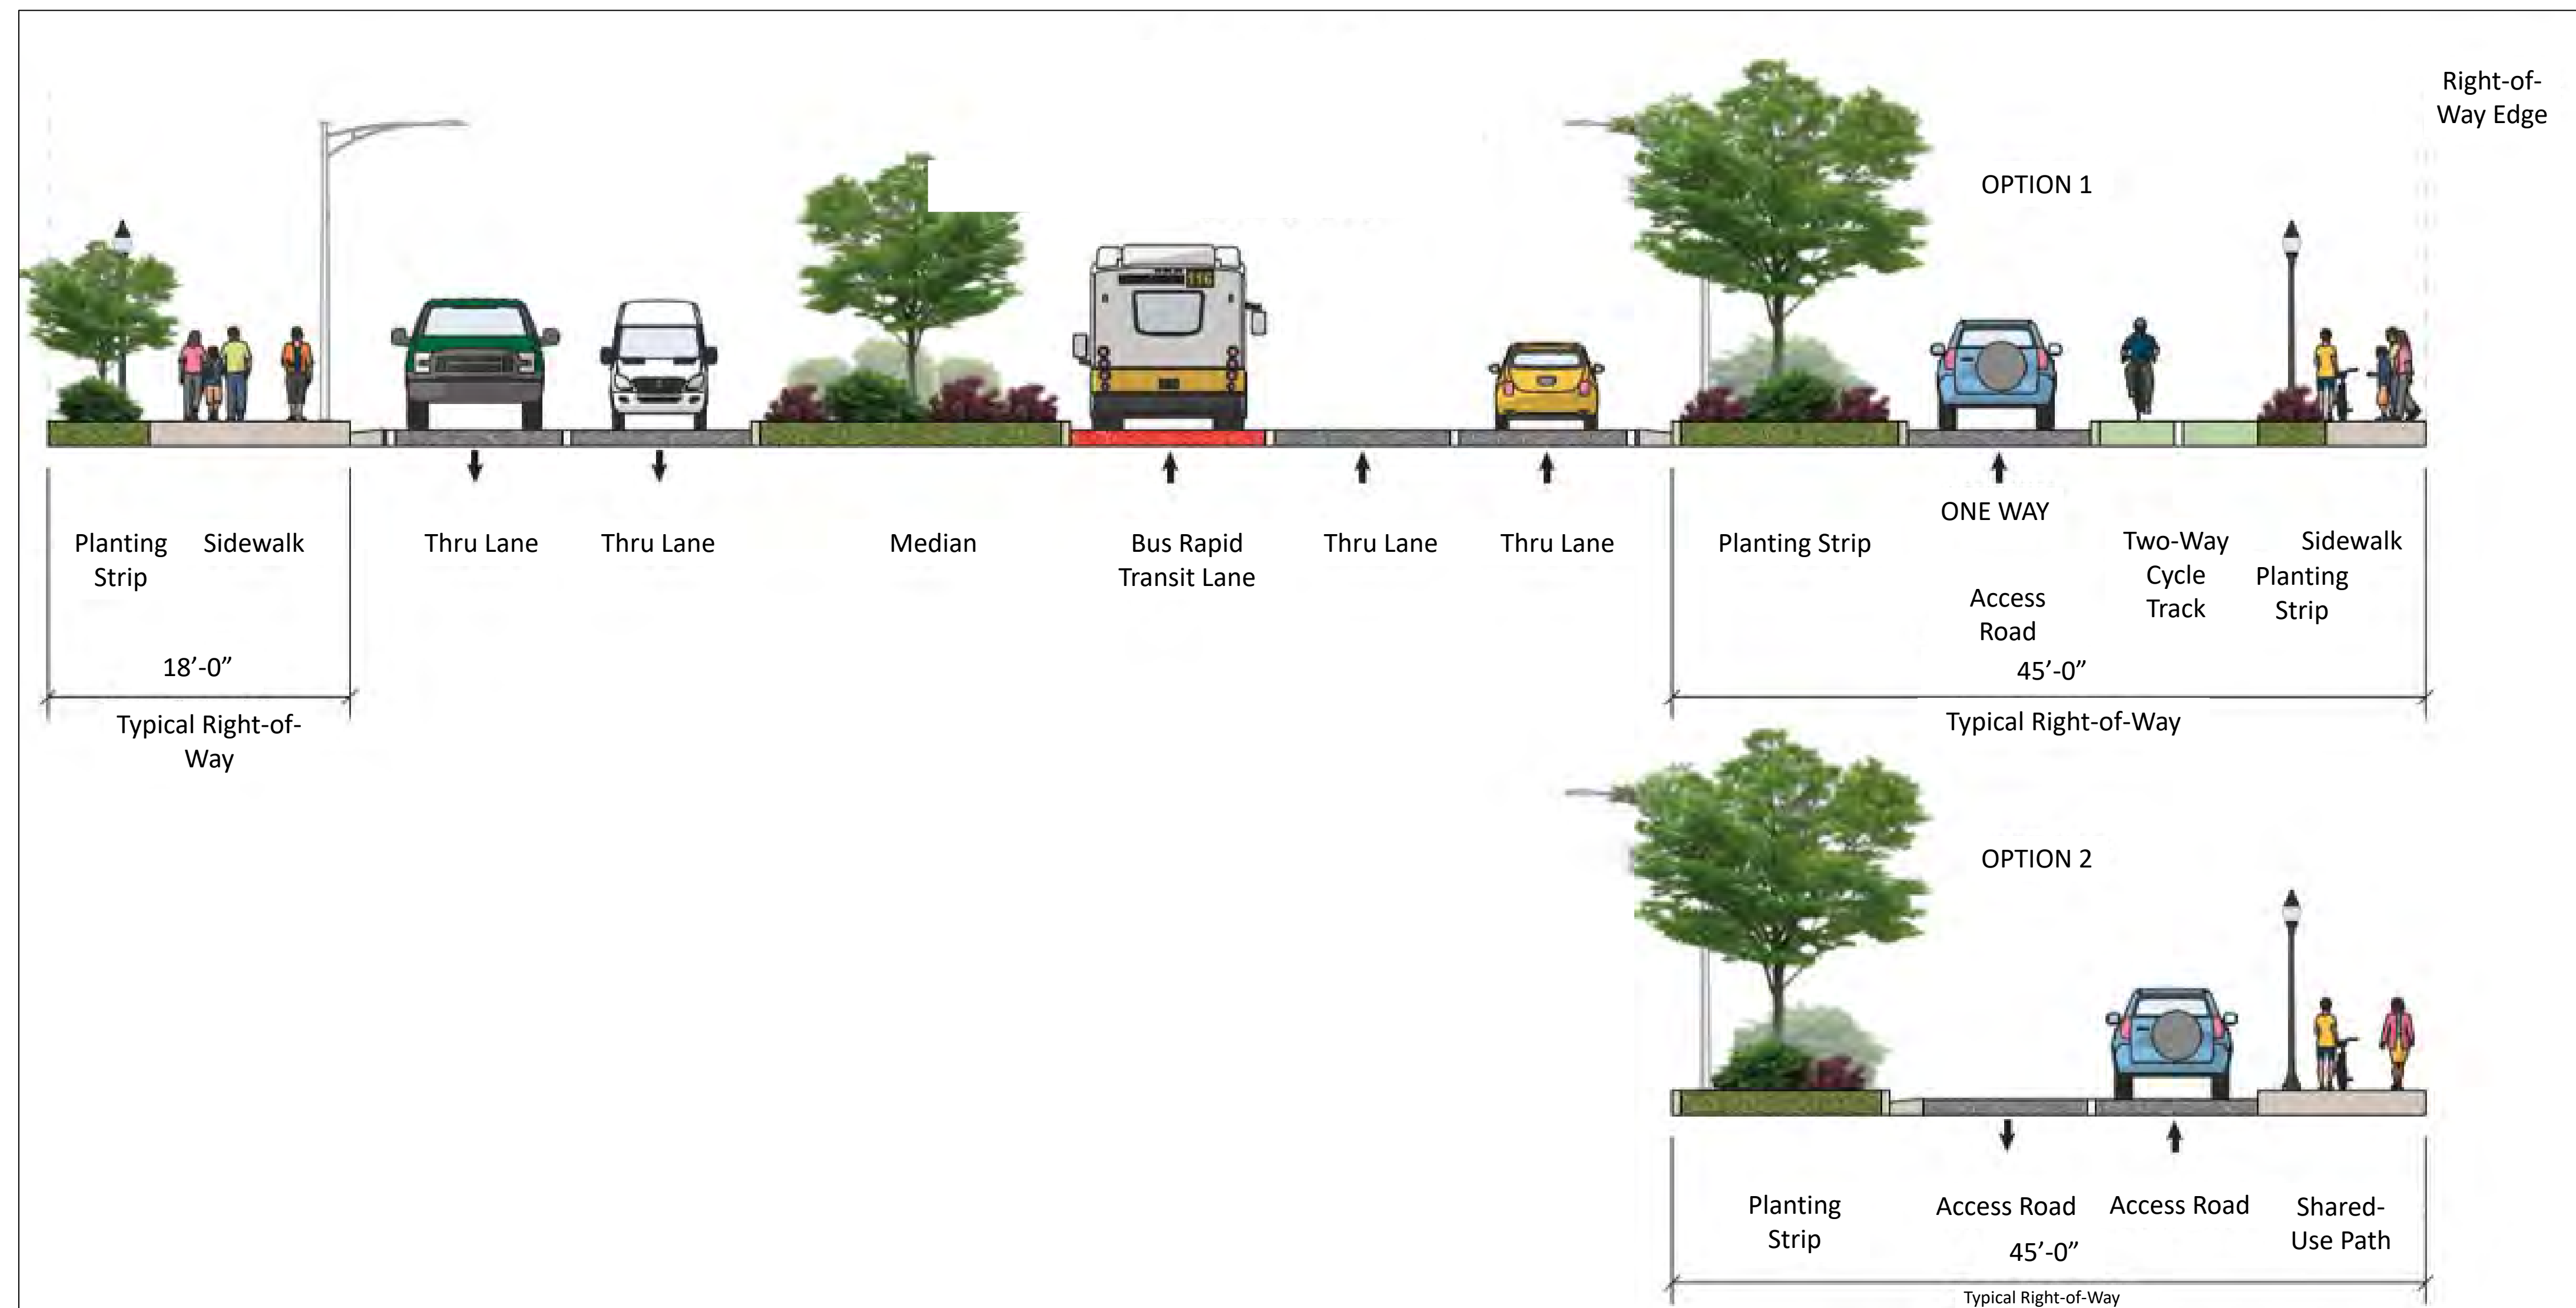 Right-of-
Way Edge
OPTION 1
116
ONE WAY
Planting
Strip
Sidewalk
Thru Lane
Thru Lane
Median
Bus Rapid
Transit Lane
Thru Lane
Thru Lane
Planting Strip
Access
Road
Two-Way
Cycle
Track
Sidewalk
Planting
Strip
18’-0”
45’-0”
Typical Right-of-
Way
Typical Right-of-Way
OPTION 2
Planting
Strip
Access Road
Access Road
Shared-
Use Path
45’-0”
Typical Right-of-Way